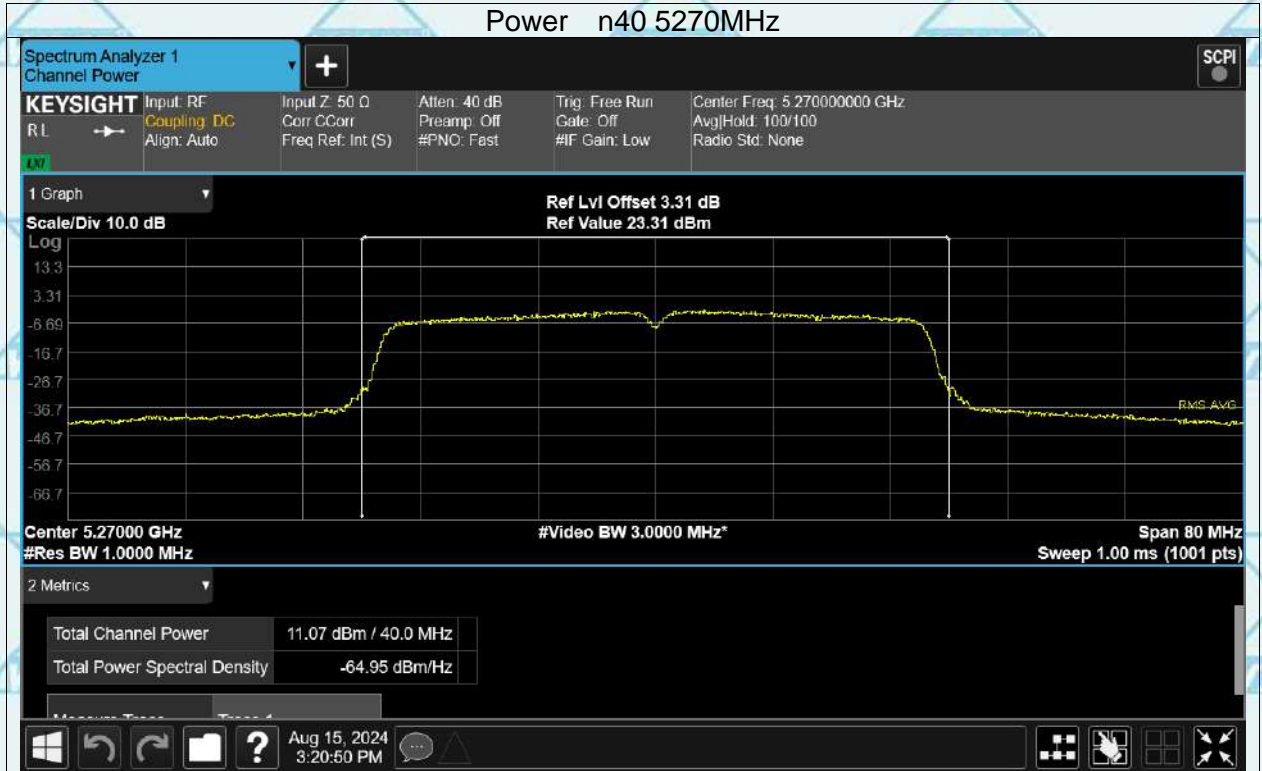 Power n40 5270MHz
Spectrum Analyzer 1
Channel Power
+
SCPI
KEYSIGHT
RL
LXI
Input: RF
Coupling: DC
Align: Auto
Input Z: 50 Ω
Corr CCorr
Freq Ref: Int (S)
Atten: 40 dB
Preamp: Off
#PNO: Fast
Trig: Free Run
Gate: Off
#IF Gain: Low
Center Freq: 5.270000000 GHz
Avg|Hold: 100/100
Radio Std: None
1 Graph
Scale/Div 10.0 dB
Ref Lvl Offset 3.31 dB
Ref Value 23.31 dBm
Log
13.3
3.31
-6.69
-16.7
-26.7
-36.7
-46.7
-56.7
-66.7
RMS AVG
Center 5.27000 GHz
#Res BW 1.0000 MHz
#Video BW 3.0000 MHz*
Span 80 MHz
Sweep 1.00 ms (1001 pts)
2 Metrics
Total Channel Power 11.07 dBm / 40.0 MHz
Total Power Spectral Density -64.95 dBm/Hz
?
Aug 15, 2024
3:20:50 PM